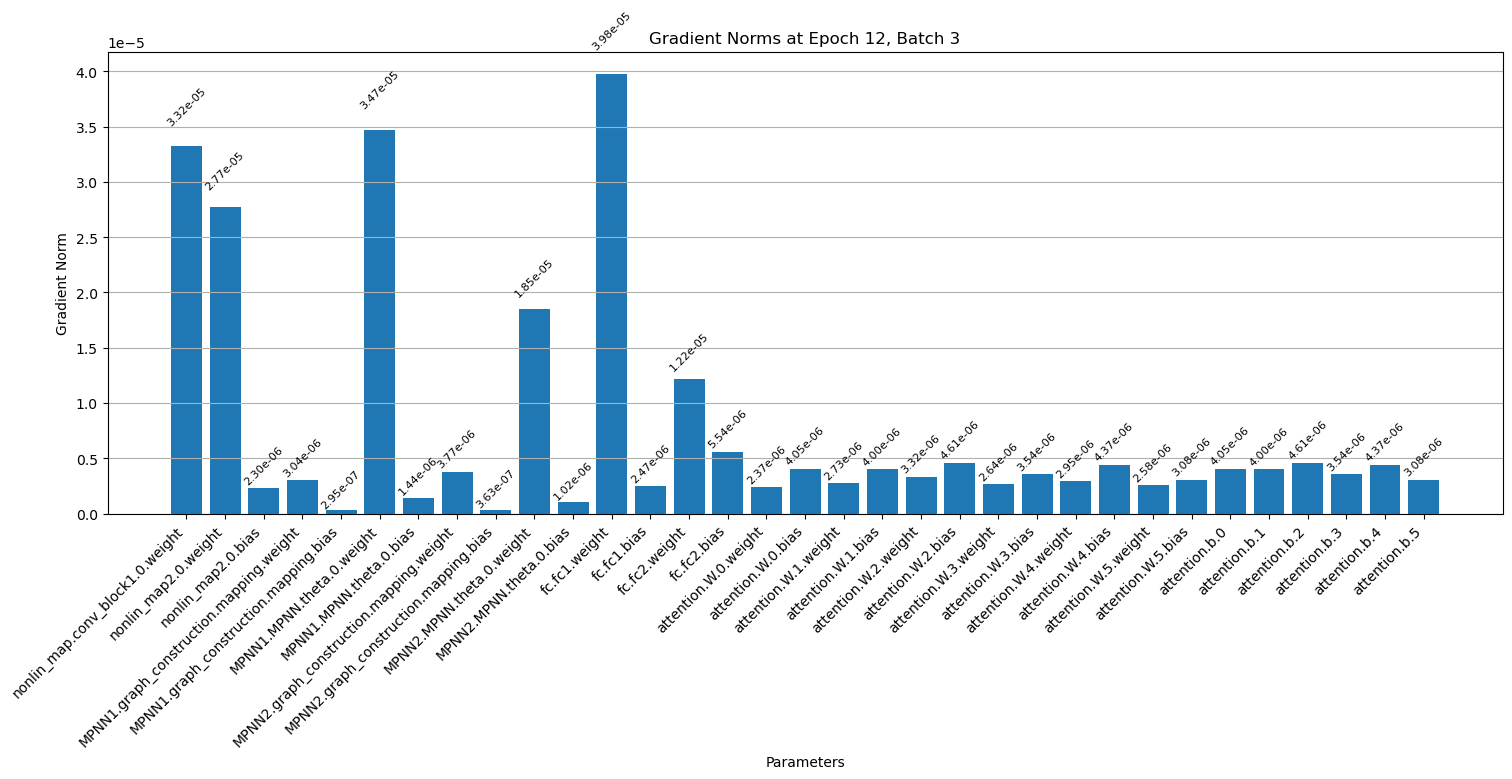 Gradient Norms at Epoch 12, Batch 3
1e−5
Gradient Norm
4.0
3.5
3.0
2.5
2.0
1.5
1.0
0.5
0.0
3.32e-05
2.77e-05
2.30e-06
3.04e-06
2.95e-07
3.47e-05
1.44e-06
3.77e-06
3.63e-07
1.85e-05
1.02e-06
3.98e-05
2.47e-06
1.22e-05
5.54e-06
2.37e-06
4.05e-06
2.73e-06
4.00e-06
3.32e-06
4.61e-06
2.64e-06
3.54e-06
2.95e-06
4.37e-06
2.58e-06
3.08e-06
4.05e-06
4.00e-06
4.61e-06
3.54e-06
4.37e-06
3.08e-06
nonlin_map.conv_block1.0.weight
nonlin_map2.0.weight
nonlin_map2.0.bias
MPNN1.graph_construction.mapping.weight
MPNN1.graph_construction.mapping.bias
MPNN1.MPNN.theta.0.weight
MPNN1.MPNN.theta.0.bias
MPNN2.graph_construction.mapping.weight
MPNN2.graph_construction.mapping.bias
MPNN2.MPNN.theta.0.weight
MPNN2.MPNN.theta.0.bias
fc.fc1.weight
fc.fc1.bias
fc.fc2.weight
fc.fc2.bias
attention.W.0.weight
attention.W.0.bias
attention.W.1.weight
attention.W.1.bias
attention.W.2.weight
attention.W.2.bias
attention.W.3.weight
attention.W.3.bias
attention.W.4.weight
attention.W.4.bias
attention.W.5.weight
attention.W.5.bias
attention.b.0
attention.b.1
attention.b.2
attention.b.3
attention.b.4
attention.b.5
Parameters